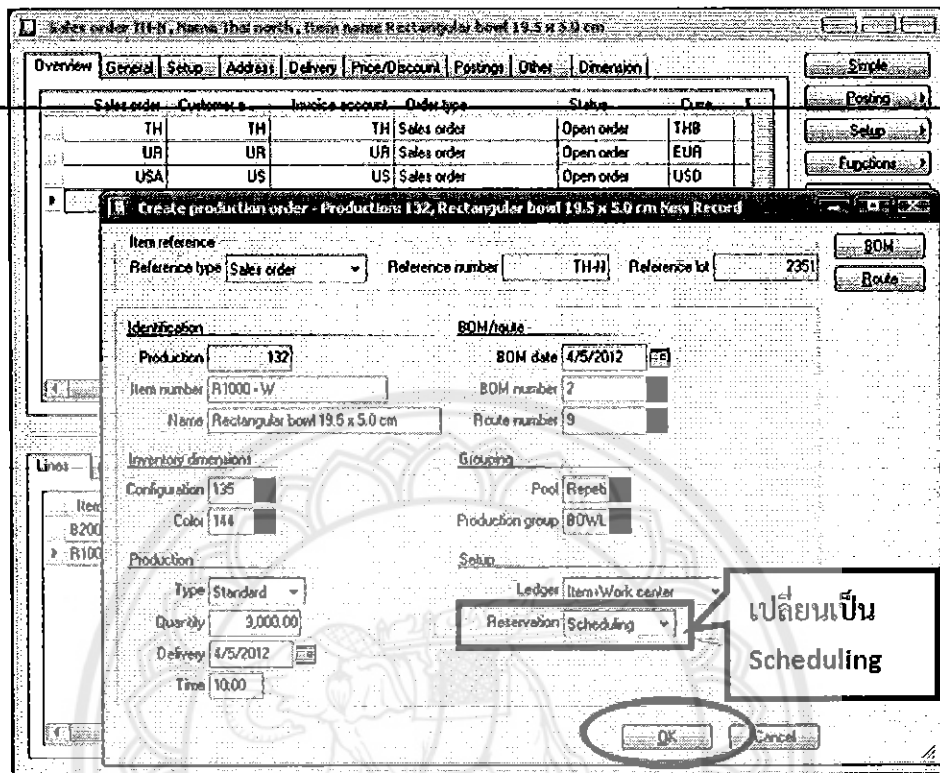 Sales order TH-N, Name Thai north, Item name Rectangular bowl 19.5 x 5.0 cm
Overview General Setup Address Delivery Price/Discount Postings Other Dimension
Simple
Posting
Setup
Functions
Sales order Customer a... Invoice account Order type Status Curre...
TH TH TH Sales order Open order THB
UR UR UR Sales order Open order EUR
USA US US Sales order Open order USD
Create production order - Production: 132, Rectangular bowl 19.5 x 5.0 cm New Record
Item reference
Reference type Sales order Reference number TH-N Reference lot 2351
BOM
Route
Identification
Production 132
Item number R1000 - W
Name Rectangular bowl 19.5 x 5.0 cm
BOM/route
BOM date 4/5/2012
BOM number 2
Route number 9
Inventory dimensions
Configuration 135
Color 144
Grouping
Pool Repeti
Production group BOWL
Production
Type Standard
Quantity 3,000.00
Delivery 4/5/2012
Time 10:00
Setup
Ledger Item+Work center
Reservation Scheduling
เปลี่ยนเป็น
Scheduling
Lines
Item
B200
R100
OK Cancel